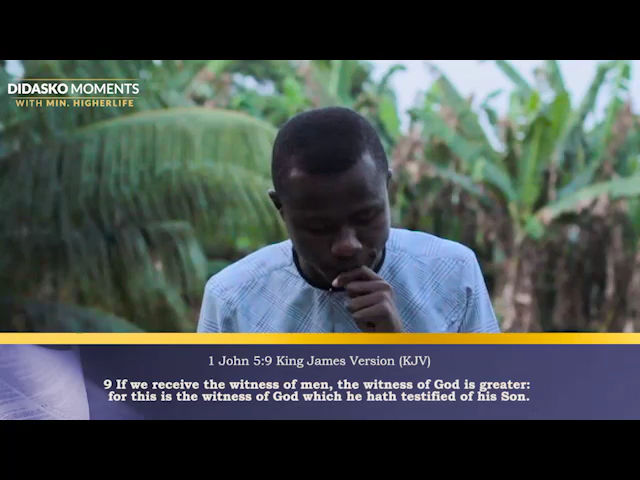 DIDASKO MOMENTS
WITH MIN. HIGHERLIFE
1 John 5:9 King James Version (KJV)
9 If we receive the witness of men, the witness of God is greater:
for this is the witness of God which he hath testified of his Son.